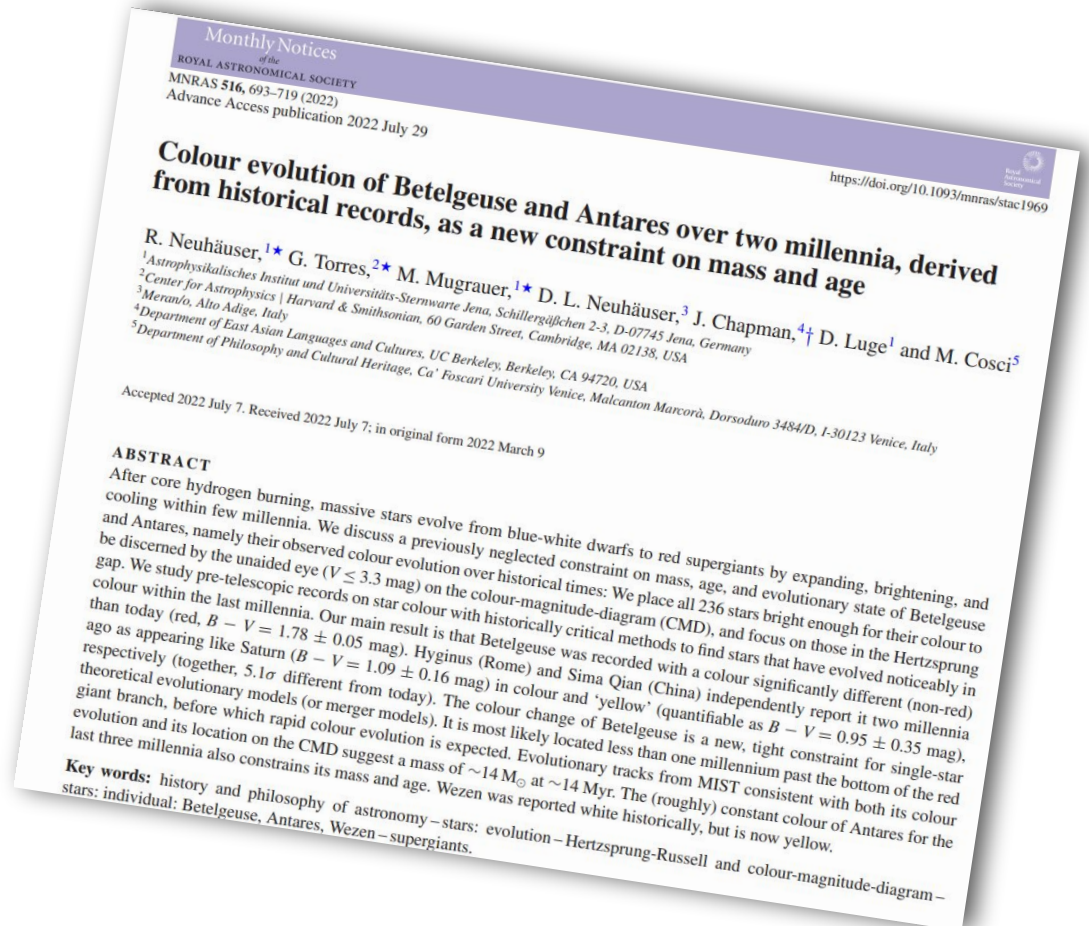 Monthly Notices
of the
ROYAL ASTRONOMICAL SOCIETY
MNRAS 516, 693–719 (2022)
Advance Access publication 2022 July 29
Royal
Astronomical
Society
https://doi.org/10.1093/mnras/stac1969
Colour evolution of Betelgeuse and Antares over two millennia, derived
from historical records, as a new constraint on mass and age
R. Neuhäuser,1★ G. Torres,2★ M. Mugrauer,1★ D. L. Neuhäuser,3 J. Chapman,4† D. Luge1 and M. Cosci5
1Astrophysikalisches Institut und Universitäts-Sternwarte Jena, Schillergäßchen 2-3, D-07745 Jena, Germany
2Center for Astrophysics | Harvard & Smithsonian, 60 Garden Street, Cambridge, MA 02138, USA
3Meran/o, Alto Adige, Italy
4Department of East Asian Languages and Cultures, UC Berkeley, Berkeley, CA 94720, USA
5Department of Philosophy and Cultural Heritage, Ca’ Foscari University Venice, Malcanton Marcorà, Dorsoduro 3484/D, I-30123 Venice, Italy
Accepted 2022 July 7. Received 2022 July 7; in original form 2022 March 9
ABSTRACT
After core hydrogen burning, massive stars evolve from blue-white dwarfs to red supergiants by expanding, brightening, and
cooling within few millennia. We discuss a previously neglected constraint on mass, age, and evolutionary state of Betelgeuse
and Antares, namely their observed colour evolution over historical times: We place all 236 stars bright enough for their colour to
be discerned by the unaided eye (V ≤ 3.3 mag) on the colour-magnitude-diagram (CMD), and focus on those in the Hertzsprung
gap. We study pre-telescopic records on star colour with historically critical methods to find stars that have evolved noticeably in
colour within the last millennia. Our main result is that Betelgeuse was recorded with a colour significantly different (non-red)
than today (red, B − V = 1.78 ± 0.05 mag). Hyginus (Rome) and Sima Qian (China) independently report it two millennia
ago as appearing like Saturn (B − V = 1.09 ± 0.16 mag) in colour and ‘yellow’ (quantifiable as B − V = 0.95 ± 0.35 mag),
respectively (together, 5.1σ different from today). The colour change of Betelgeuse is a new, tight constraint for single-star
theoretical evolutionary models (or merger models). It is most likely located less than one millennium past the bottom of the red
giant branch, before which rapid colour evolution is expected. Evolutionary tracks from MIST consistent with both its colour
evolution and its location on the CMD suggest a mass of ~14 M⊙ at ~14 Myr. The (roughly) constant colour of Antares for the
last three millennia also constrains its mass and age. Wezen was reported white historically, but is now yellow.
Key words: history and philosophy of astronomy – stars: evolution – Hertzsprung-Russell and colour-magnitude-diagram –
stars: individual: Betelgeuse, Antares, Wezen – supergiants.